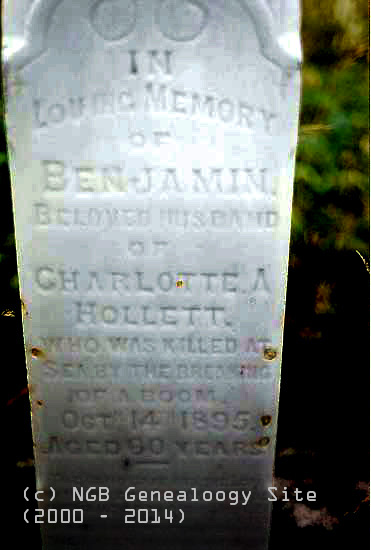 IN
LOVING MEMORY
OF
BENJAMIN,
BELOVED HUSBAND
OF
CHARLOTTE. A
HOLLETT.
WHO WAS KILLED AT
SEA BY THE BREAKING
OF A BOOM.
OCT 14 1895.
AGED YEARS
(c) NGB Genealoogy Site
(2000 - 2014)